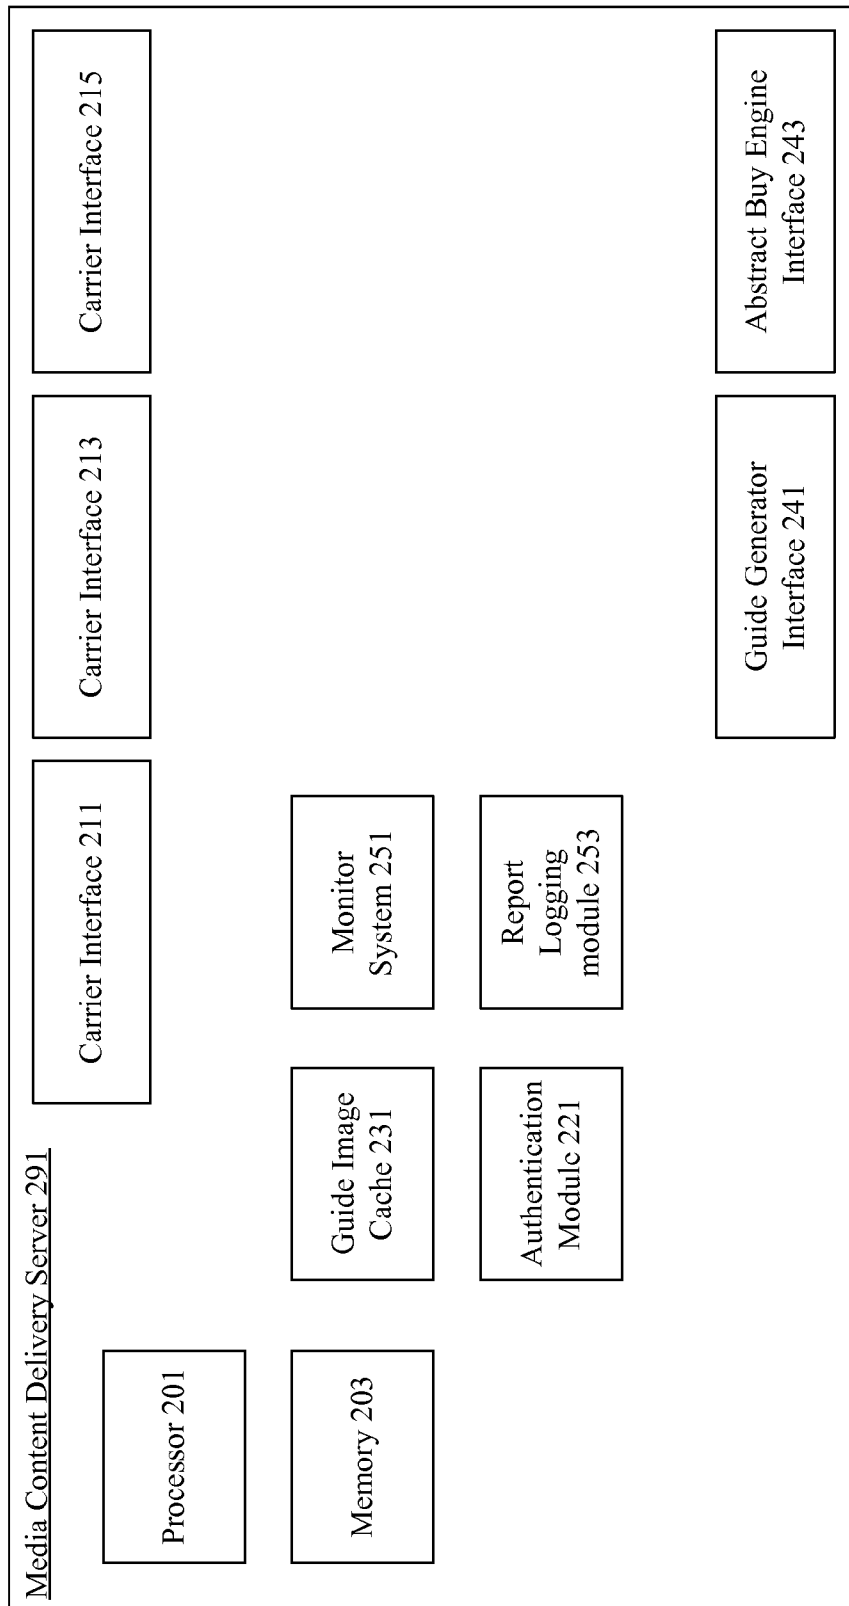 Media Content Delivery Server 291
Carrier Interface 211
Carrier Interface 213
Carrier Interface 215
Processor 201
Memory 203
Guide Image
Cache 231
Monitor
System 251
Authentication
Module 221
Report
Logging
module 253
Guide Generator
Interface 241
Abstract Buy Engine
Interface 243